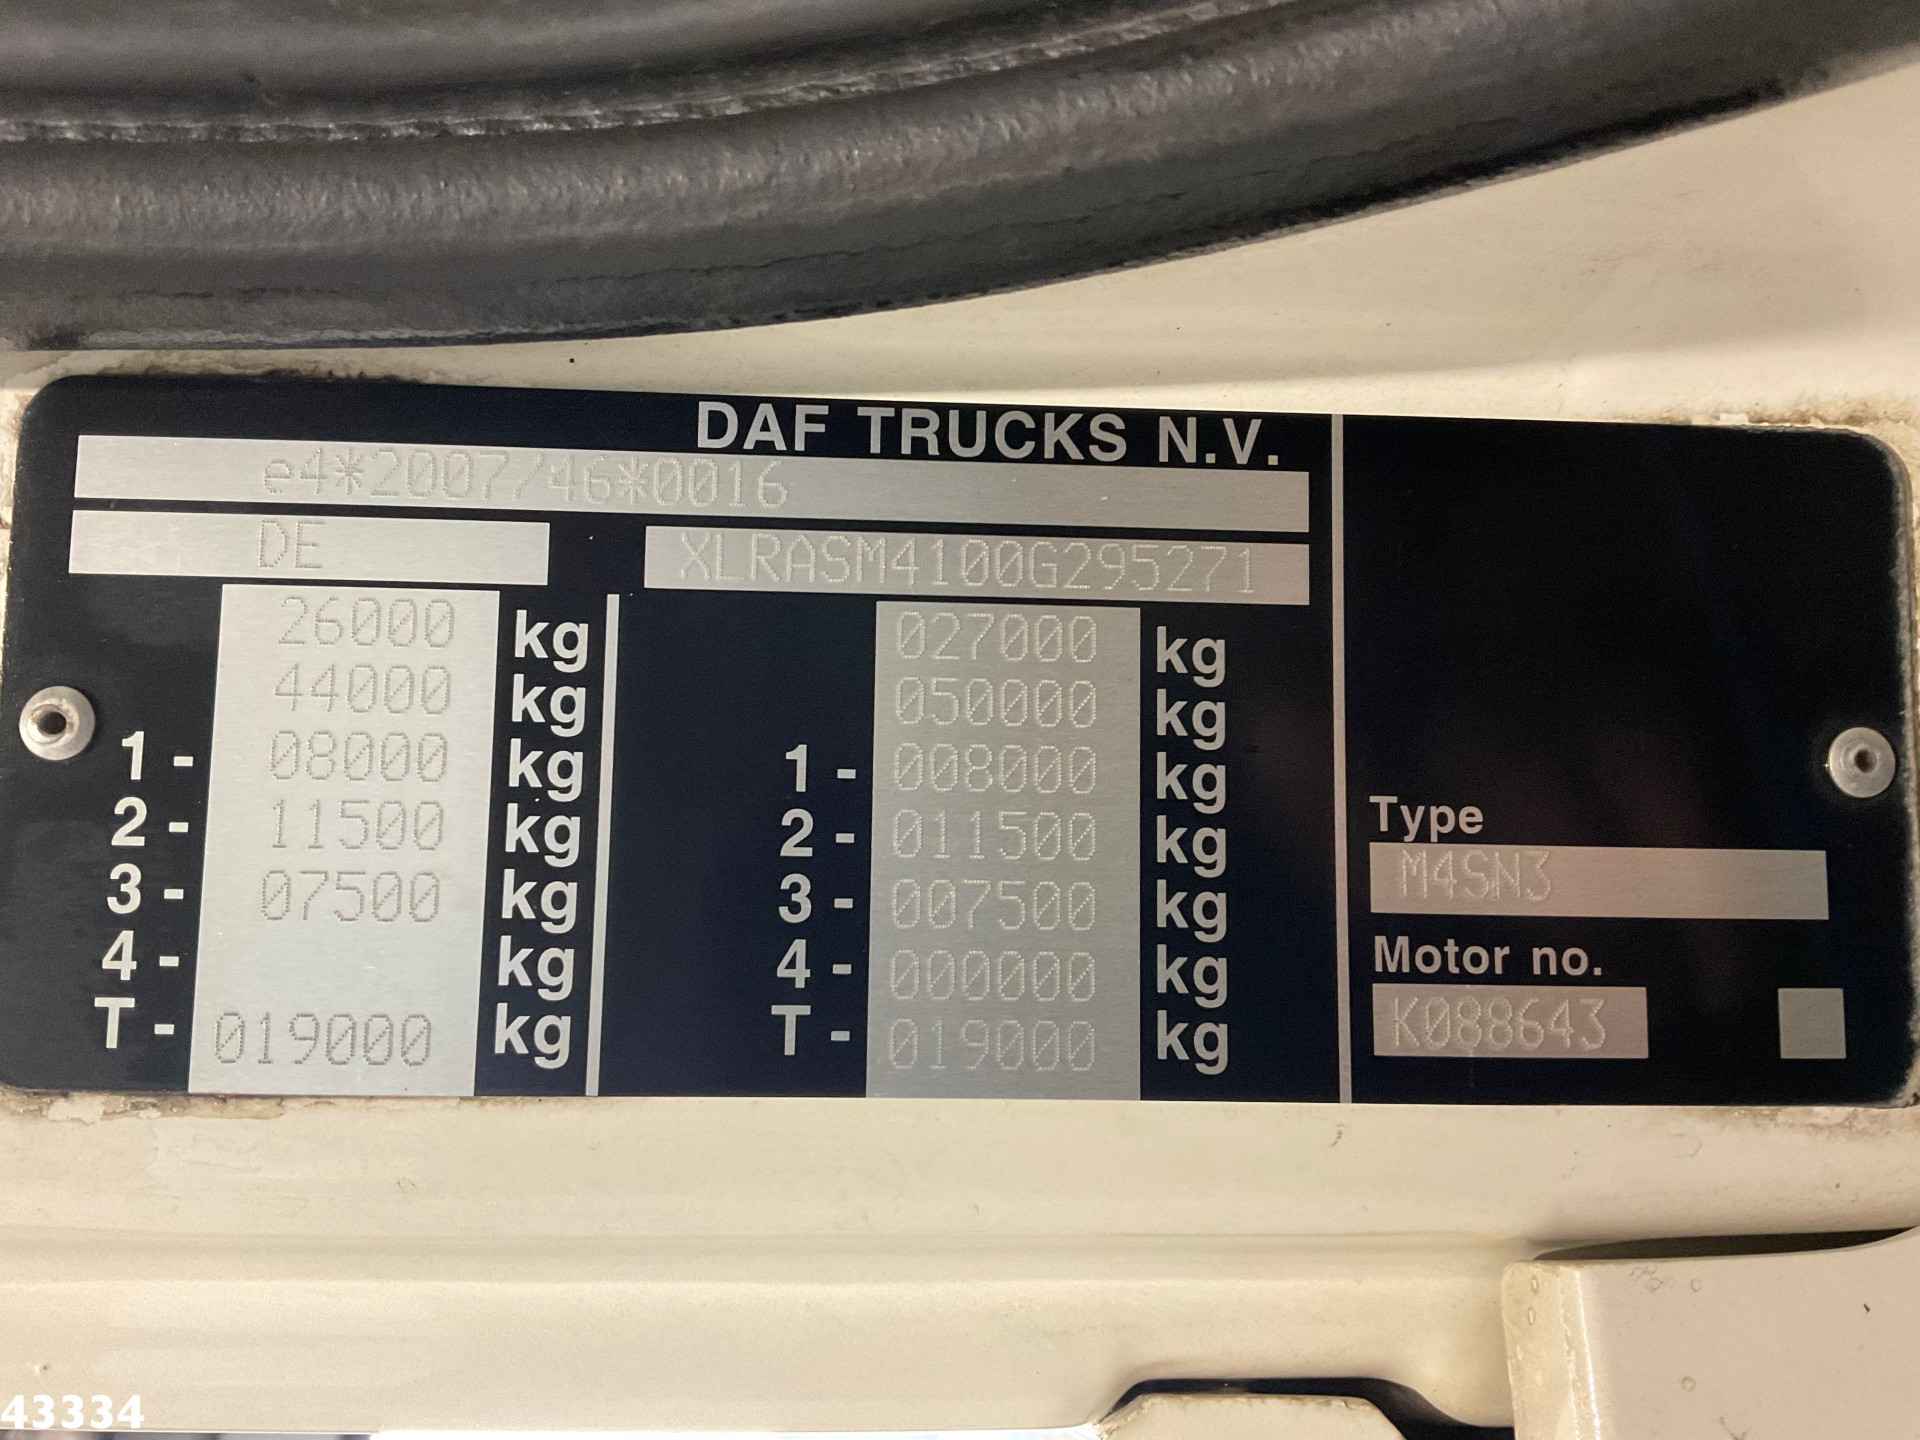 DAF TRUCKS N.V.
e4*2007/46*0016
DE XLRASM4100G295271
26000 kg 027000 kg
44000 kg 050000 kg
1 - 08000 kg 1 - 008000 kg
2 - 11500 kg 2 - 011500 kg
3 - 07500 kg 3 - 007500 kg
4 - kg 4 - 000000 kg
T - 019000 kg T - 019000 kg
Type
M4SN3
Motor no.
K088643
43334